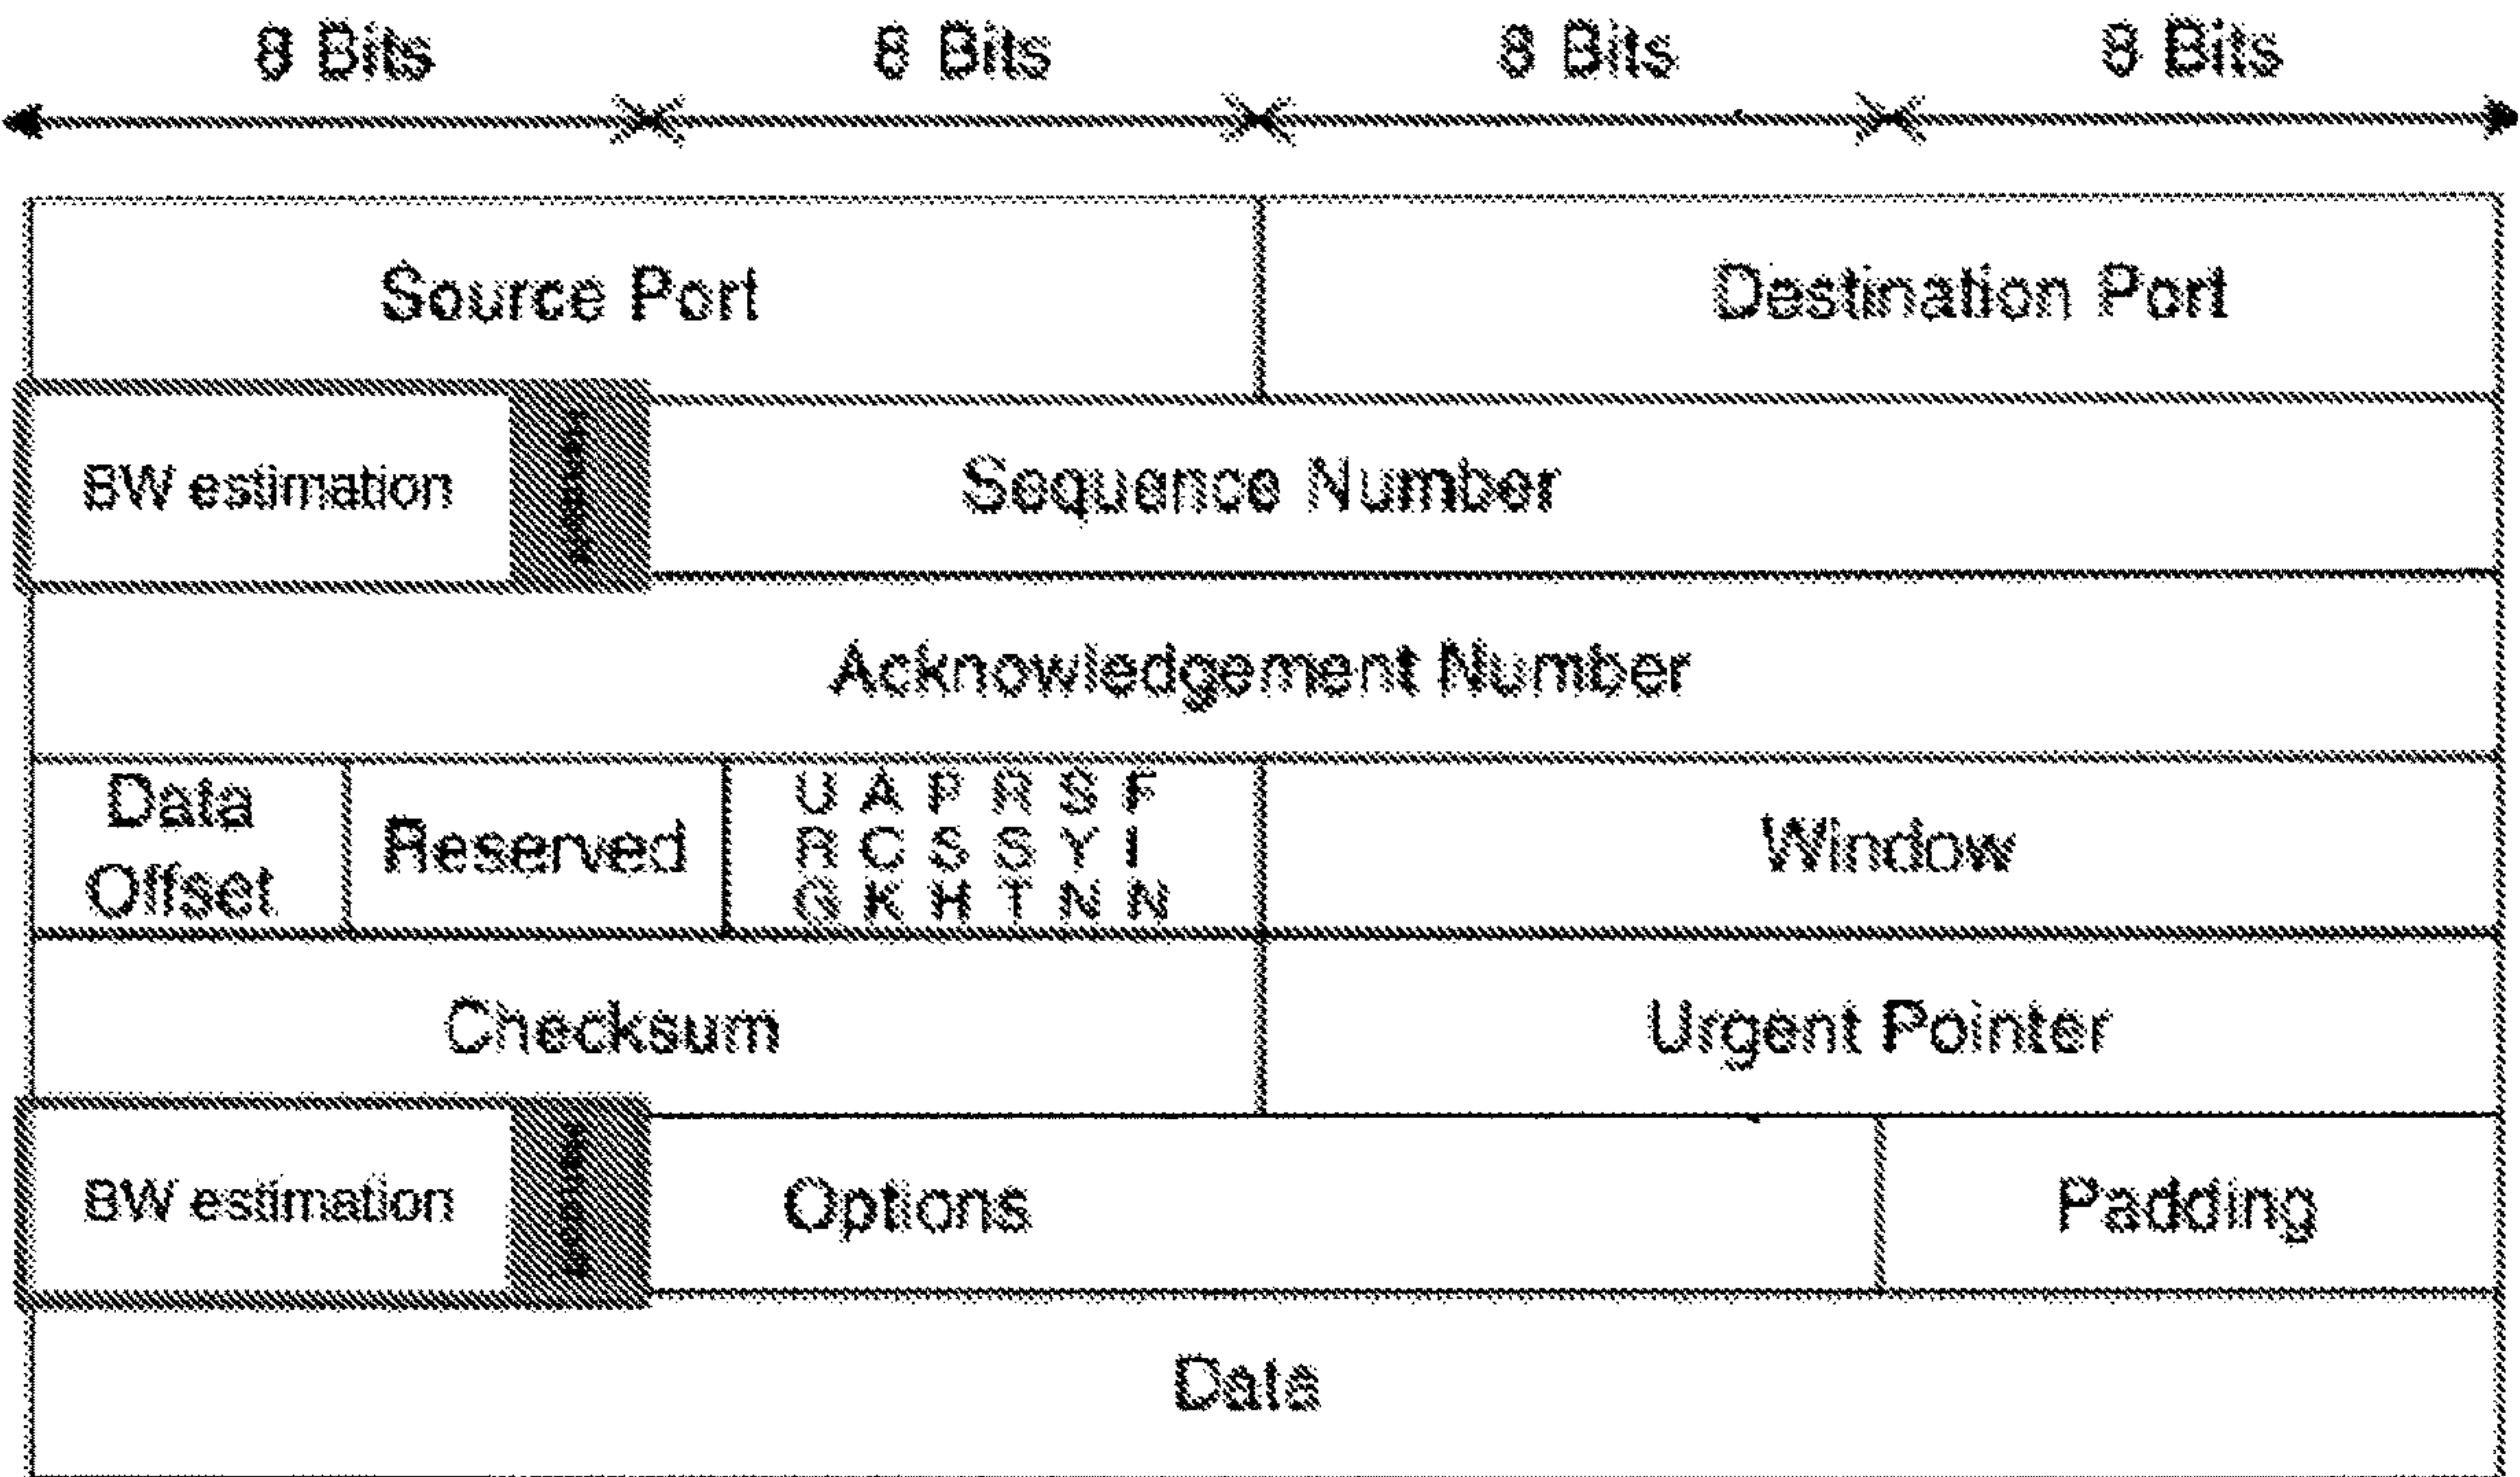 8 Bits 8 Bits 8 Bits 8 Bits
Source Port Destination Port
BW estimation Sequence Number
Acknowledgement Number
Data Offset Reserved U A P R S F Window
R C S S Y I
G K H T N N
Checksum Urgent Pointer
BW estimation Options Padding
Data